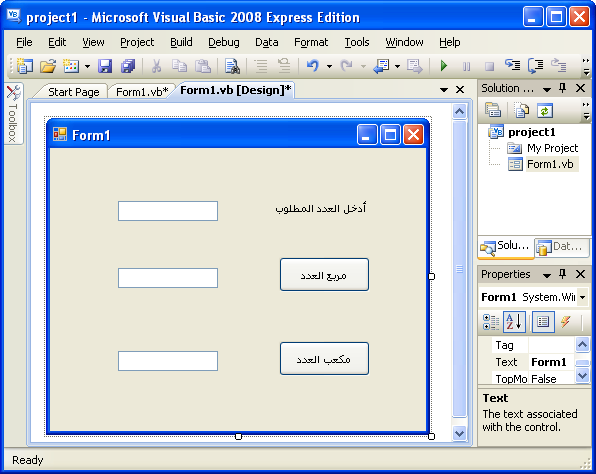 project1 - Microsoft Visual Basic 2008 Express Edition
File Edit View Project Build Debug Data Format Tools Window Help
Toolbox
Start Page Form1.vb* Form1.vb [Design]*
Form1
أدخل العدد المطلوب
مربع العدد
مكعب العدد
Solution ...
project1
My Project
Form1.vb
Solu... Dat...
Properties
Form1 System.Wi
Tag
Text Form1
TopMo False
Text
The text associated
with the control.
Ready